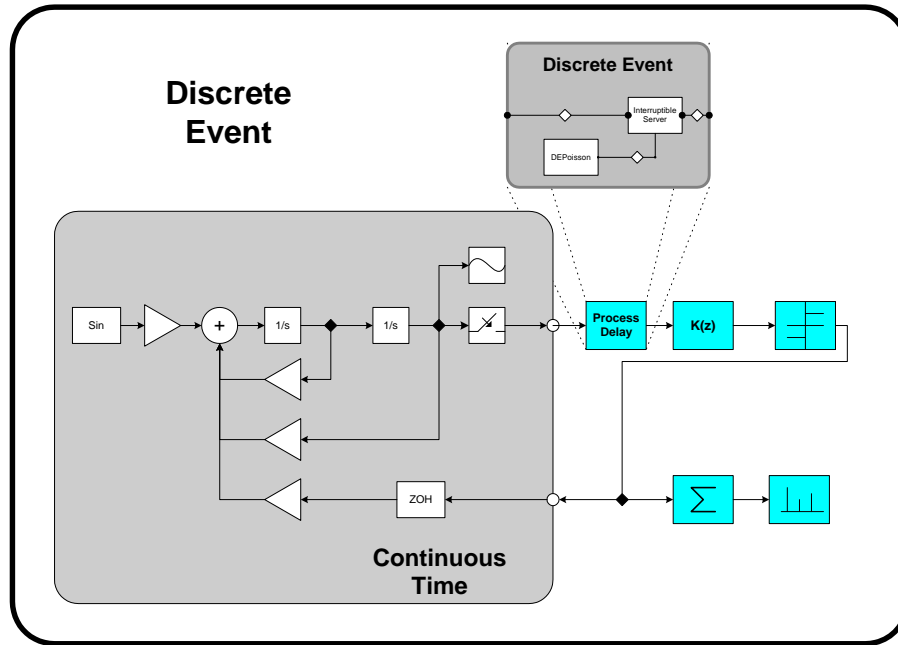 Discrete Event
Interruptible
Server
DEPoisson
Discrete
Event
Sin
+
1/s
1/s
Process
Delay
K(z)
ZOH
Σ
Continuous
Time